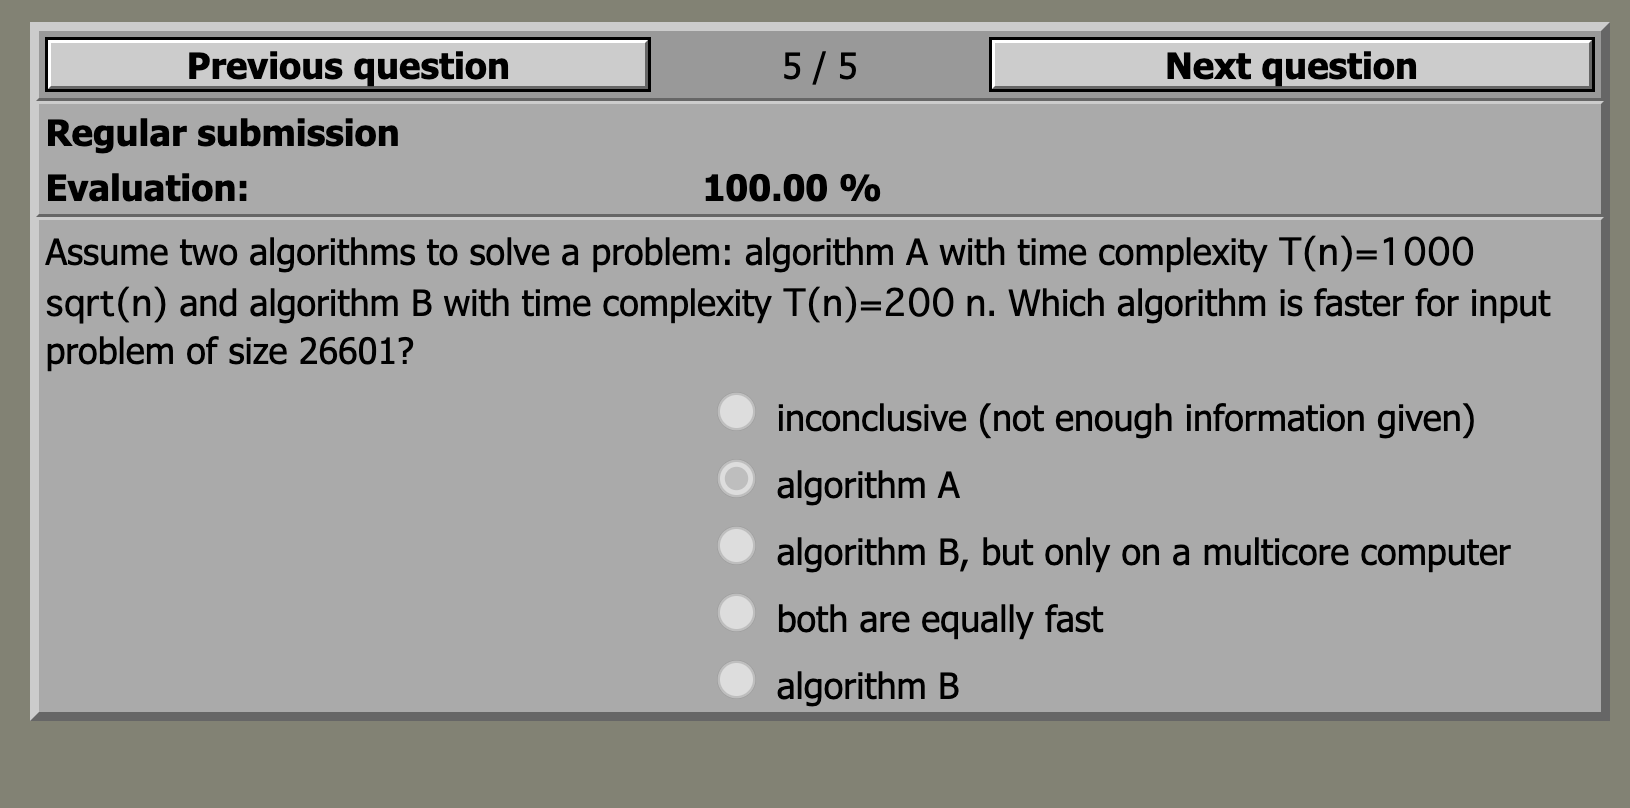 Previous question 5 / 5 Next question
Regular submission
Evaluation: 100.00 %
Assume two algorithms to solve a problem: algorithm A with time complexity T(n)=1000
sqrt(n) and algorithm B with time complexity T(n)=200 n. Which algorithm is faster for input
problem of size 26601?
inconclusive (not enough information given)
algorithm A
algorithm B, but only on a multicore computer
both are equally fast
algorithm B